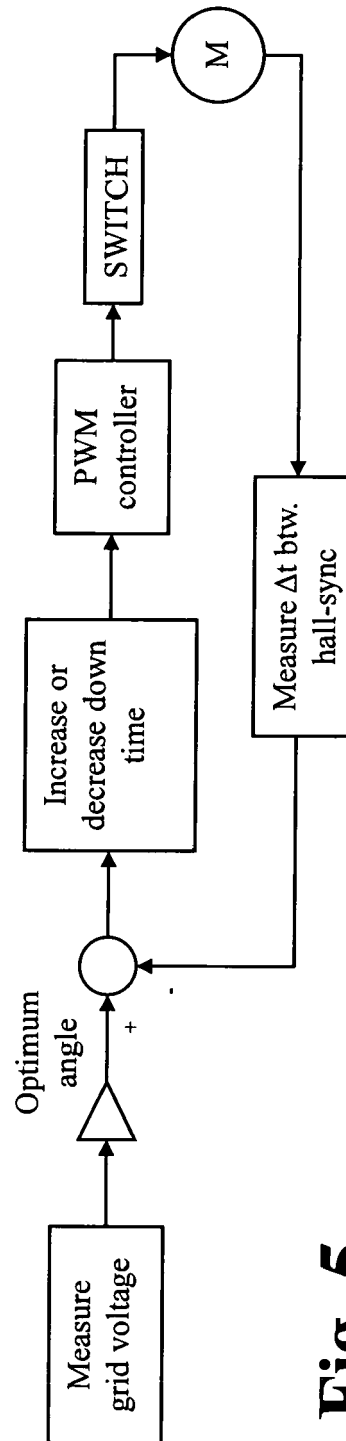 Measure
grid voltage
Optimum
angle
+
-
Increase or
decrease down
time
PWM
controller
SWITCH
M
Measure Δt btw.
hall-sync
Fig. 5